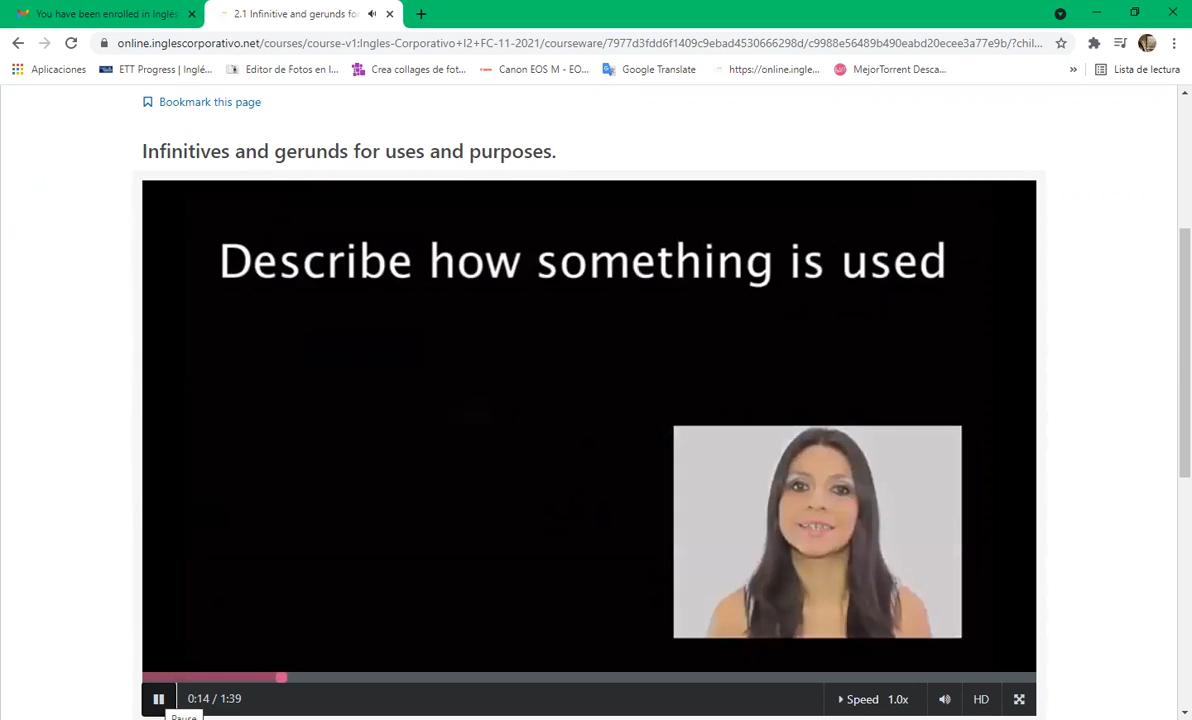 You have been enrolled in Inglés
2.1 Infinitive and gerunds for
online.inglescorporativo.net/courses/course-v1:Ingles-Corporativo+I2+FC-11-2021/courseware/7977d3fdd6f1409c9ebad4530666298d/c9988e56489b490eabd20ecee3a77e9b/?chil...
Aplicaciones
ETT Progress | Inglé...
Editor de Fotos en l...
Crea collages de fot...
Canon EOS M - EO...
Google Translate
https://online.ingle...
MejorTorrent Desca...
»
Lista de lectura
Bookmark this page
Infinitives and gerunds for uses and purposes.
Describe how something is used
0:14 / 1:39
Speed 1.0x
HD
Pause